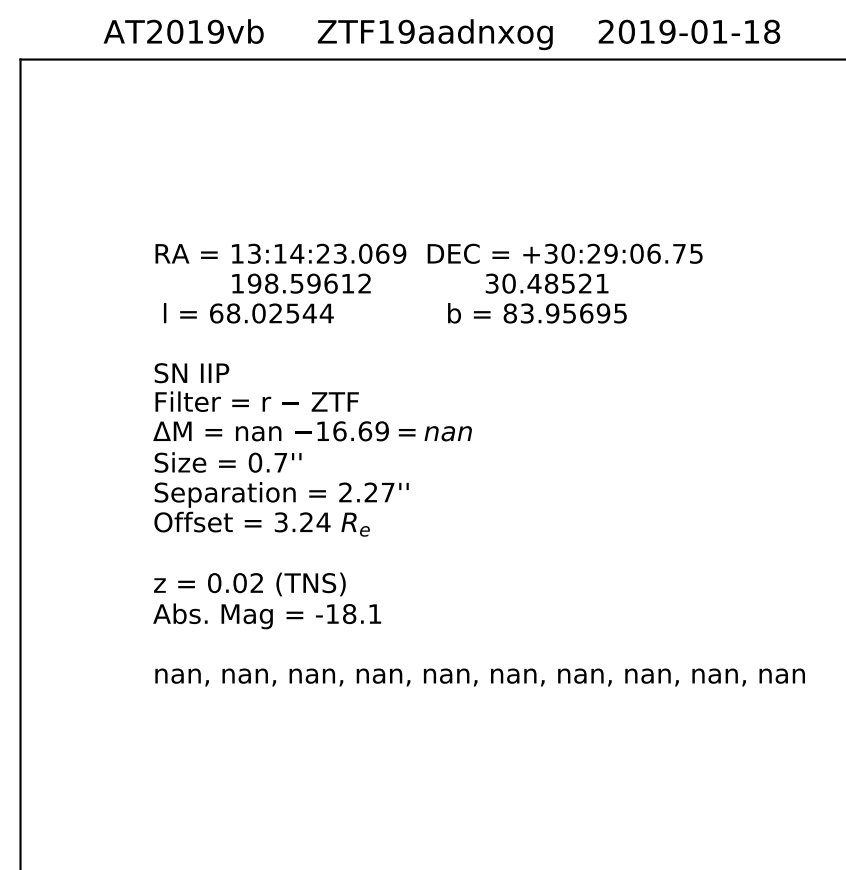 AT2019vb ZTF19aadnxog 2019-01-18
RA = 13:14:23.069 DEC = +30:29:06.75
198.59612 30.48521
l = 68.02544 b = 83.95695
SN IIP
Filter = r − ZTF
ΔM = nan −16.69 = nan
Size = 0.7''
Separation = 2.27''
Offset = 3.24 Rₑ
z = 0.02 (TNS)
Abs. Mag = -18.1
nan, nan, nan, nan, nan, nan, nan, nan, nan, nan